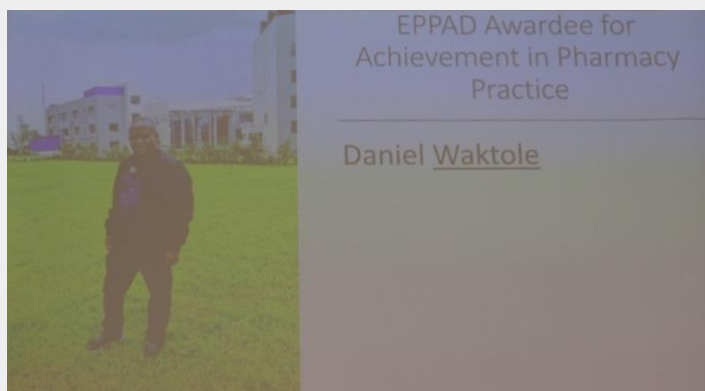 EPPAD Awardee for
Achievement in Pharmacy
Practice
Daniel Waktole